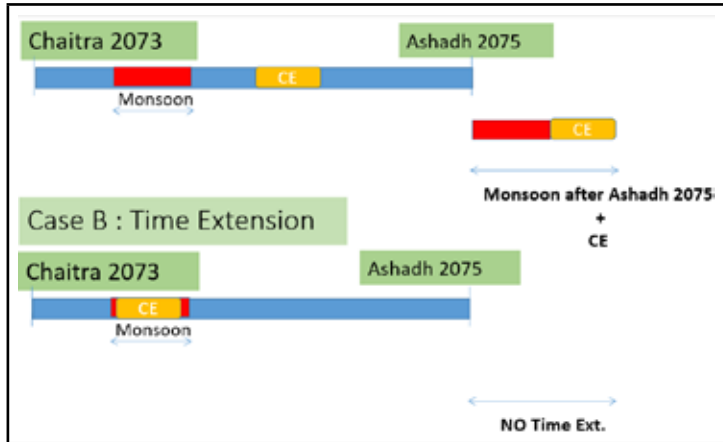 Chaitra 2073
Ashadh 2075
CE
Monsoon
CE
Monsoon after Ashadh 2075
+
CE
Case B : Time Extension
Chaitra 2073
Ashadh 2075
CE
Monsoon
NO Time Ext.